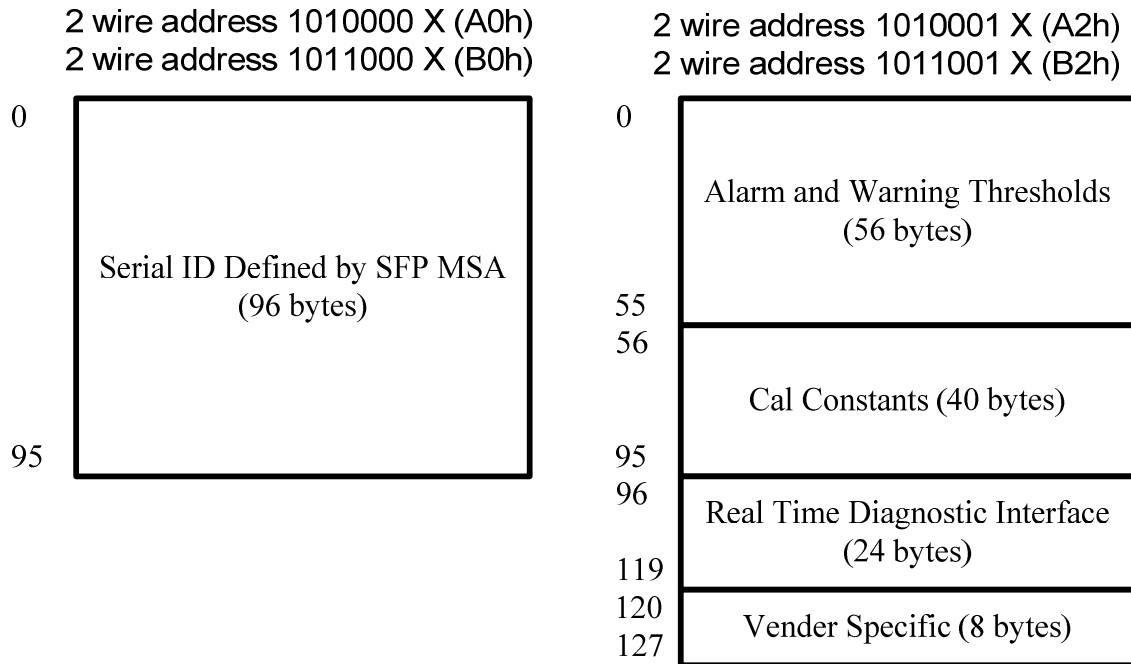 2 wire address 1010000 X (A0h)
2 wire address 1011000 X (B0h)
0
Serial ID Defined by SFP MSA
(96 bytes)
95
2 wire address 1010001 X (A2h)
2 wire address 1011001 X (B2h)
0
Alarm and Warning Thresholds
(56 bytes)
55
56
Cal Constants (40 bytes)
95
96
Real Time Diagnostic Interface
(24 bytes)
119
120
Vender Specific (8 bytes)
127